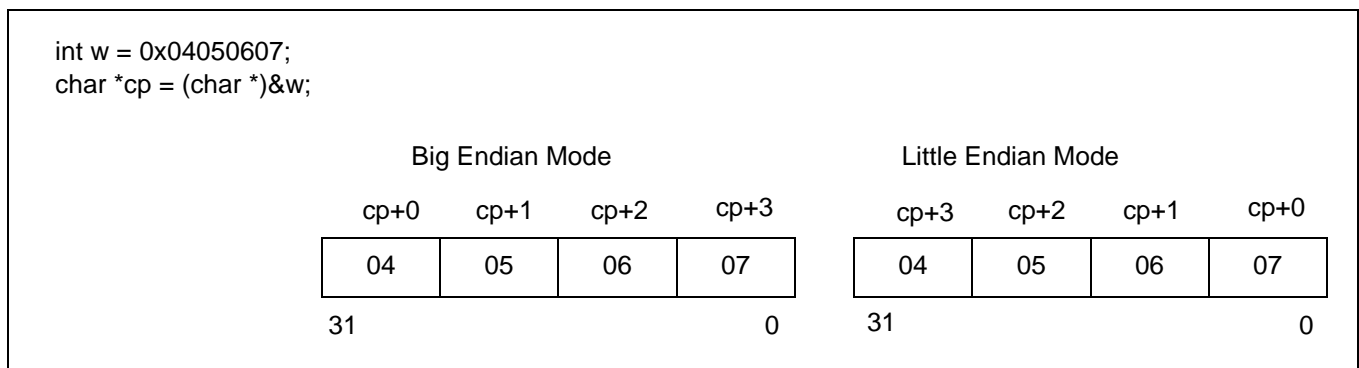 int w = 0x04050607;
char *cp = (char *)&w;
Big Endian Mode Little Endian Mode
cp+0 cp+1 cp+2 cp+3 cp+3 cp+2 cp+1 cp+0
04 05 06 07 04 05 06 07
31 0 31 0